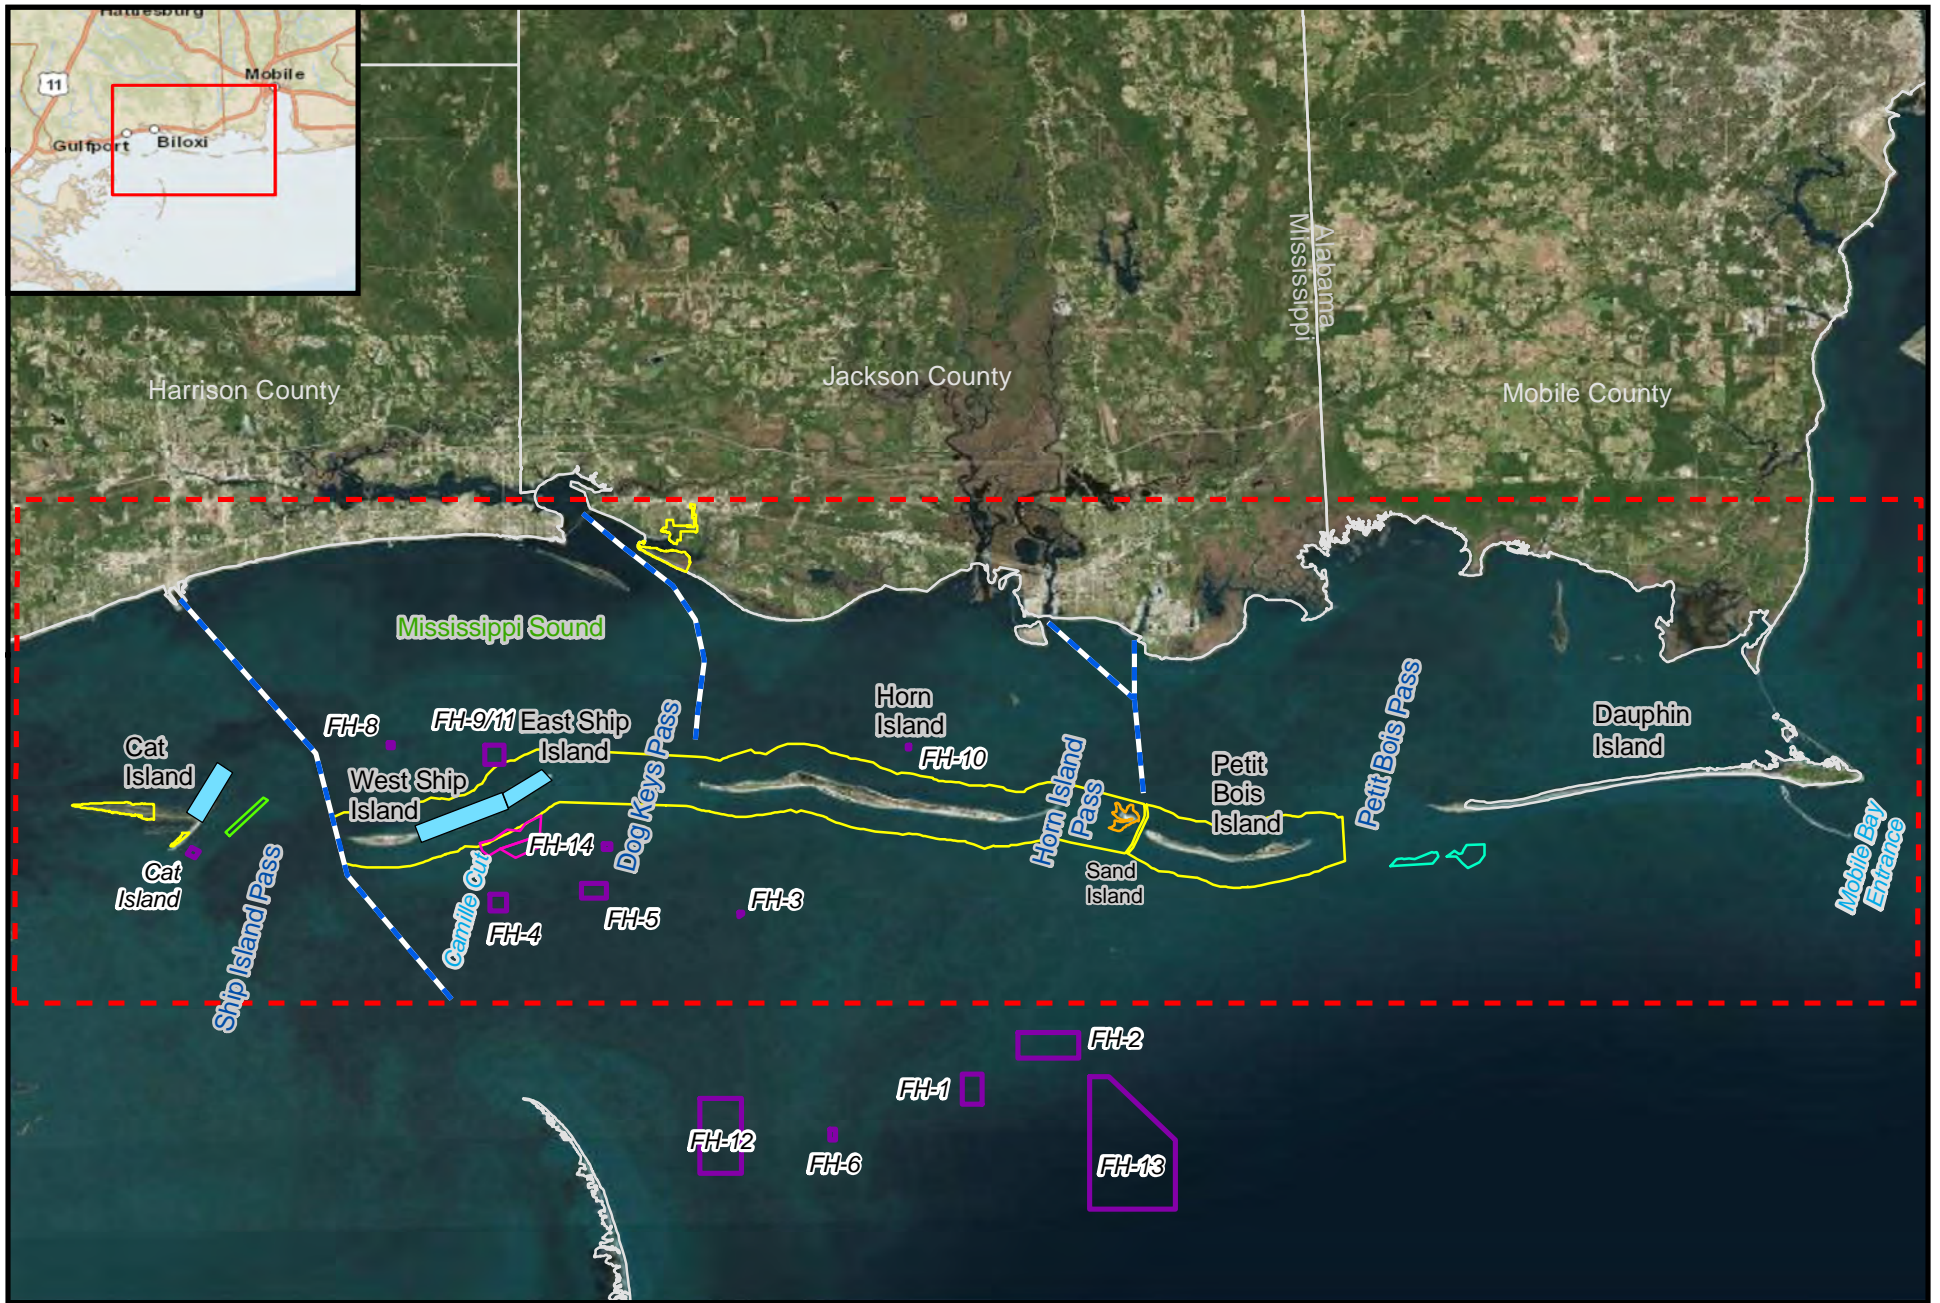 Hattiesburg
11
Mobile
Gulfport
Biloxi
Harrison County
Jackson County
Mobile County
Alabama
Mississippi
Mississippi Sound
Cat
Island
FH-8
FH-9/11
East Ship
Island
West Ship
Island
Horn
Island
FH-10
Petit
Bois
Island
Dauphin
Island
Cat
Island
Ship Island Pass
Camille Cut
FH-14
Dog Keys Pass
FH-4
FH-5
FH-3
Horn Island
Pass
Sand
Island
Petit Bois Pass
Mobile Bay
Entrance
FH-2
FH-1
FH-12
FH-6
FH-13